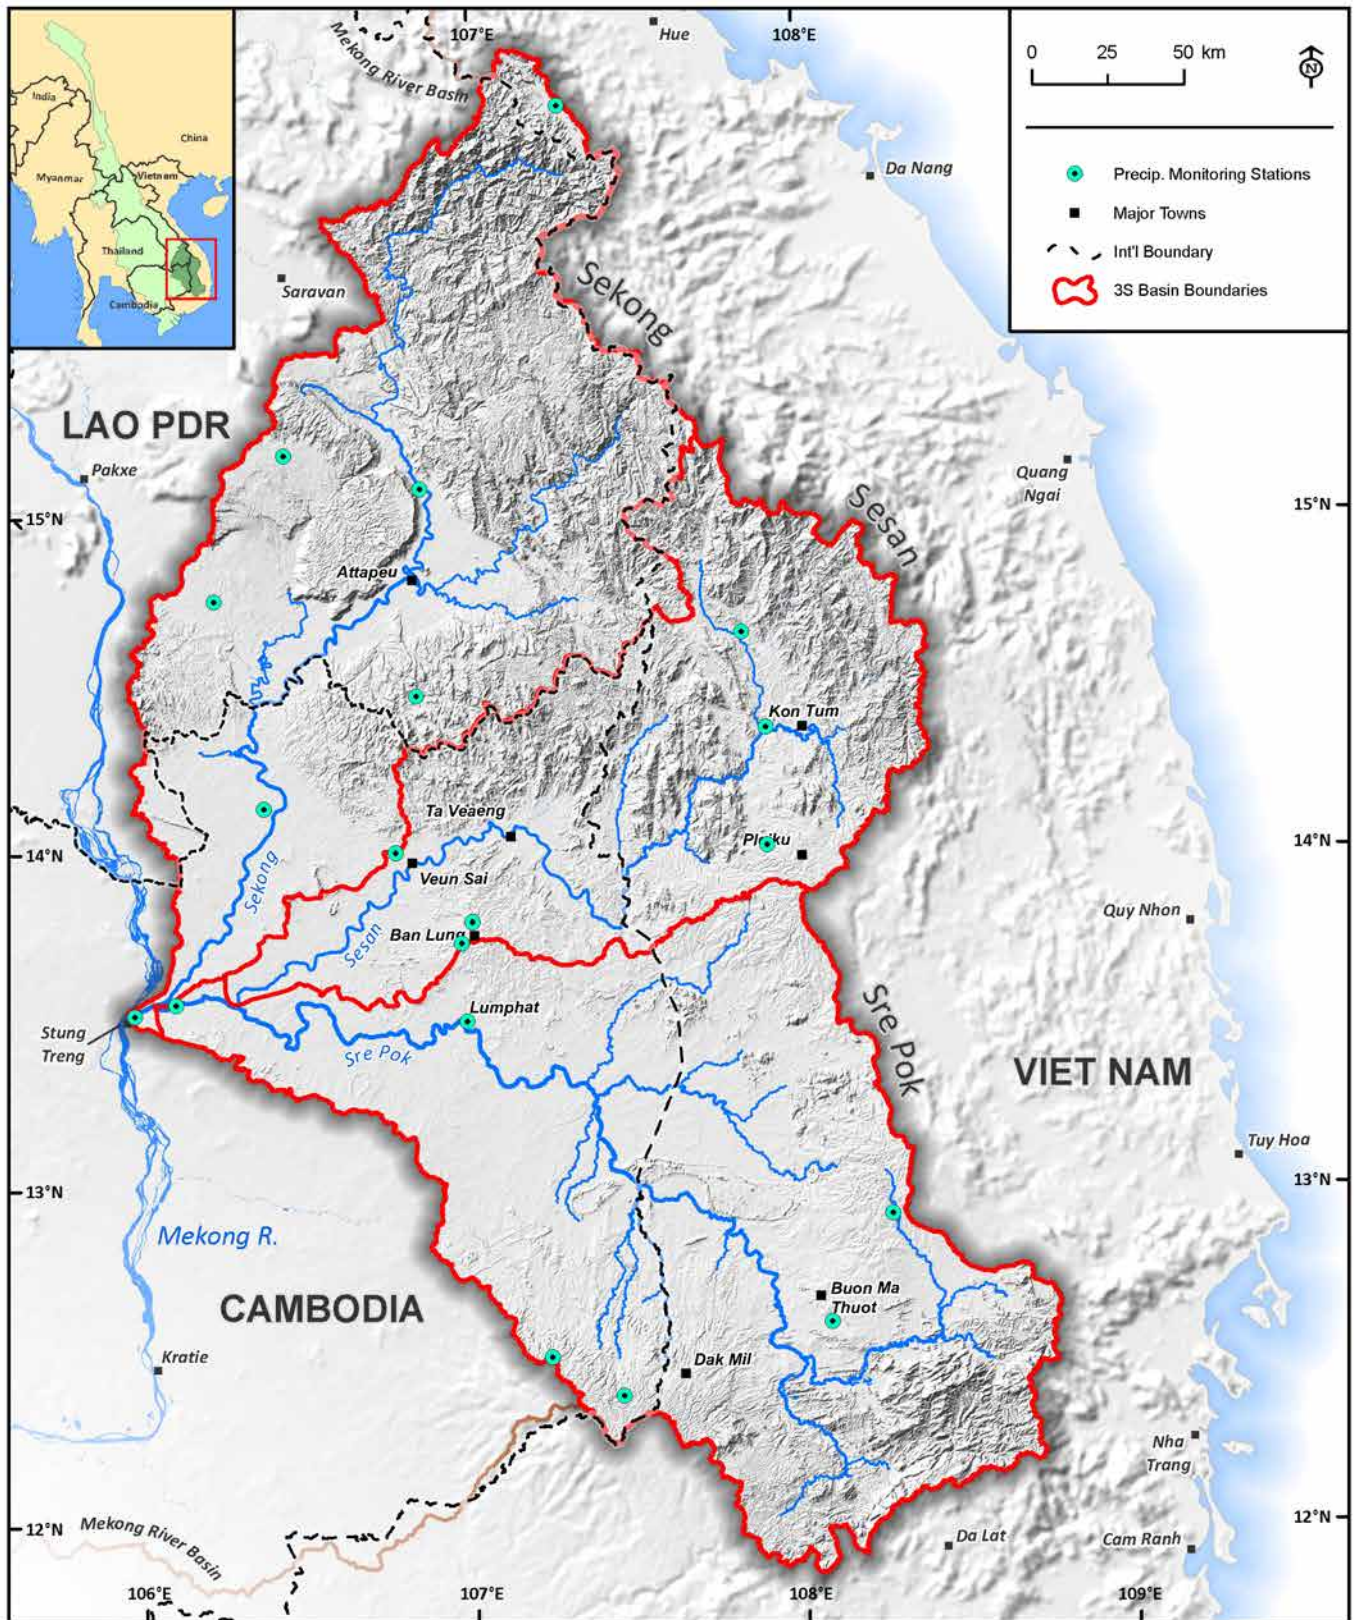 107°E
108°E
Hue
Mekong River Basin
0 25 50 km
N
India
China
Myanmar
Vietnam
Thailand
Cambodia
Da Nang
Precip. Monitoring Stations
Major Towns
Int'l Boundary
3S Basin Boundaries
Saravan
Sekong
LAO PDR
Pakxe
Quang
Ngai
15°N
15°N
Sesan
Attapeu
Kon Tum
Ta Veaeng
14°N
14°N
Pleiku
Veun Sai
Sekong
Sesan
Ban Lung
Quy Nhon
Lumphat
Stung
Treng
Sre Pok
Sre Pok
VIET NAM
Tuy Hoa
13°N
13°N
Mekong R.
CAMBODIA
Buon Ma
Thuot
Kratie
Dak Mil
Nha
Trang
12°N
12°N
Mekong River Basin
Da Lat
Cam Ranh
106°E
107°E
108°E
109°E